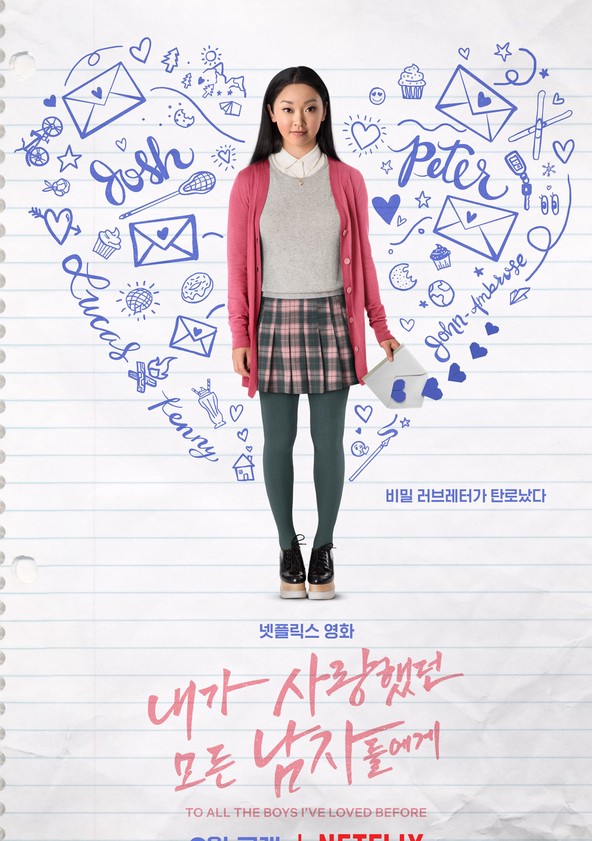 Josh
Peter
Lucas
John Ambrose
Kenny
비밀 러브레터가 탄로났다
넷플릭스 영화
내가 사랑했던
모든 남자들에게
TO ALL THE BOYS I'VE LOVED BEFORE
NETFLIX